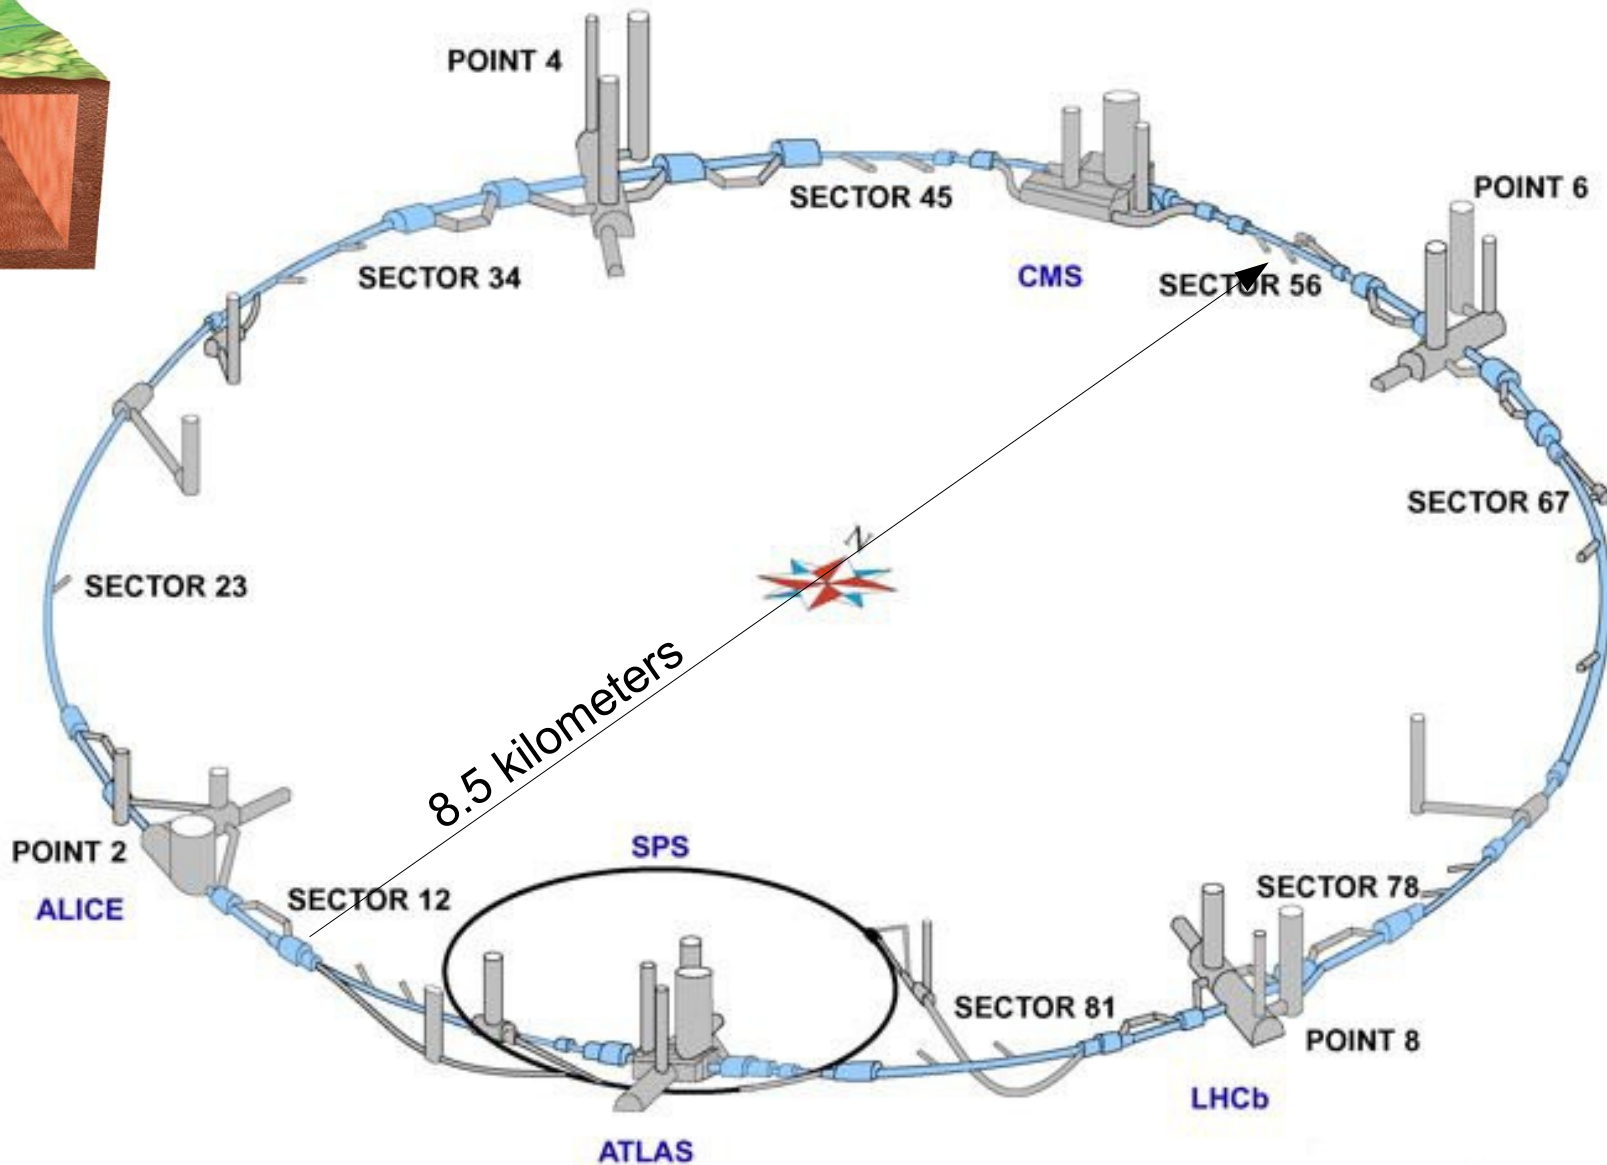 POINT 4
POINT 6
SECTOR 45
SECTOR 34
CMS
SECTOR 56
SECTOR 67
N
SECTOR 23
8.5 kilometers
SPS
POINT 2
ALICE
SECTOR 12
SECTOR 78
SECTOR 81
POINT 8
LHCb
ATLAS